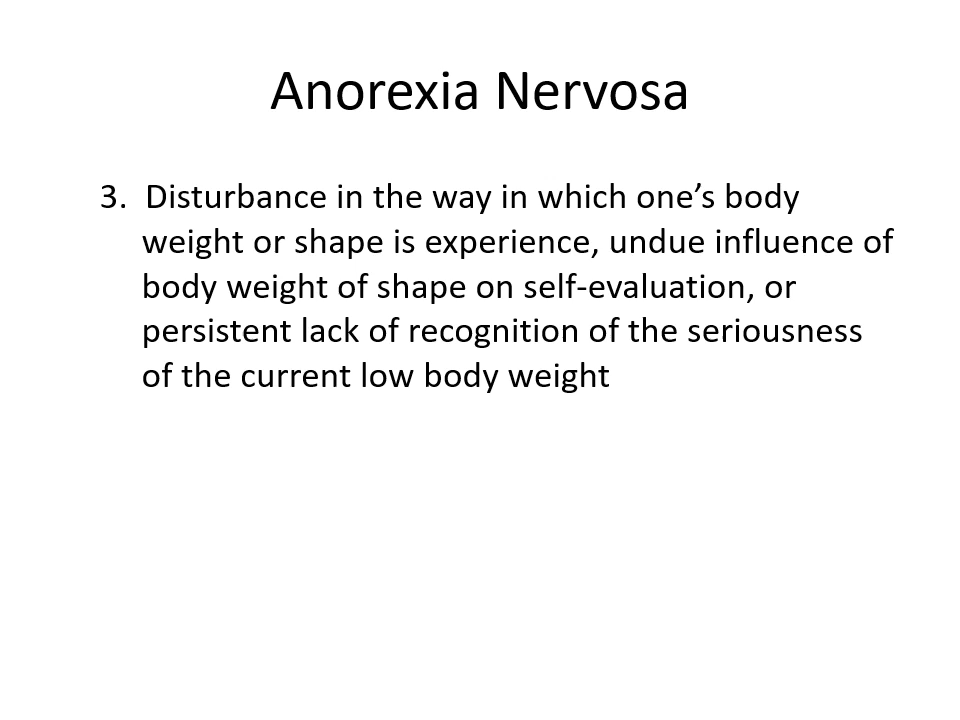 Anorexia Nervosa
3. Disturbance in the way in which one’s body
weight or shape is experience, undue influence of
body weight of shape on self-evaluation, or
persistent lack of recognition of the seriousness
of the current low body weight